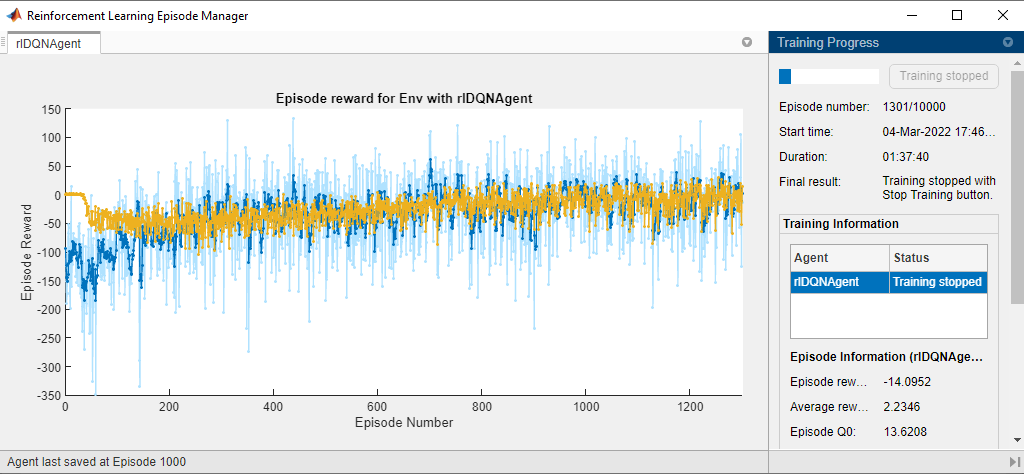 Reinforcement Learning Episode Manager
rlDQNAgent
Episode reward for Env with rlDQNAgent
150
100
50
0
-50
-100
-150
-200
-250
-300
-350
Episode Reward
0 200 400 600 800 1000 1200
Episode Number
Agent last saved at Episode 1000
Training Progress
Training stopped
Episode number: 1301/10000
Start time: 04-Mar-2022 17:46...
Duration: 01:37:40
Final result: Training stopped with
Stop Training button.
Training Information
Agent Status
rlDQNAgent Training stopped
Episode Information (rlDQNAge...
Episode rew... -14.0952
Average rew... 2.2346
Episode Q0: 13.6208